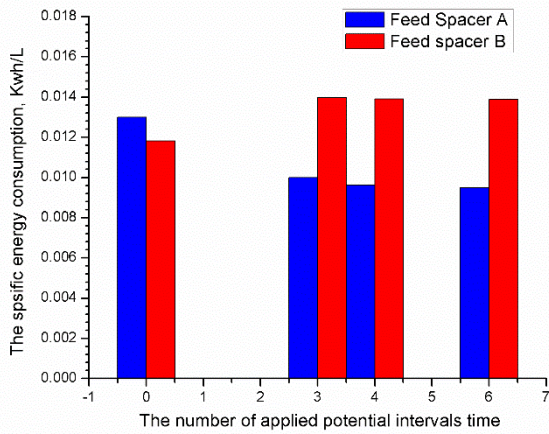 Feed Spacer A
Feed spacer B
0.018
0.016
0.014
0.012
0.010
0.008
0.006
0.004
0.002
0.000
The spsific energy consumption, Kwh/L
-1 0 1 2 3 4 5 6 7
The number of applied potential intervals time